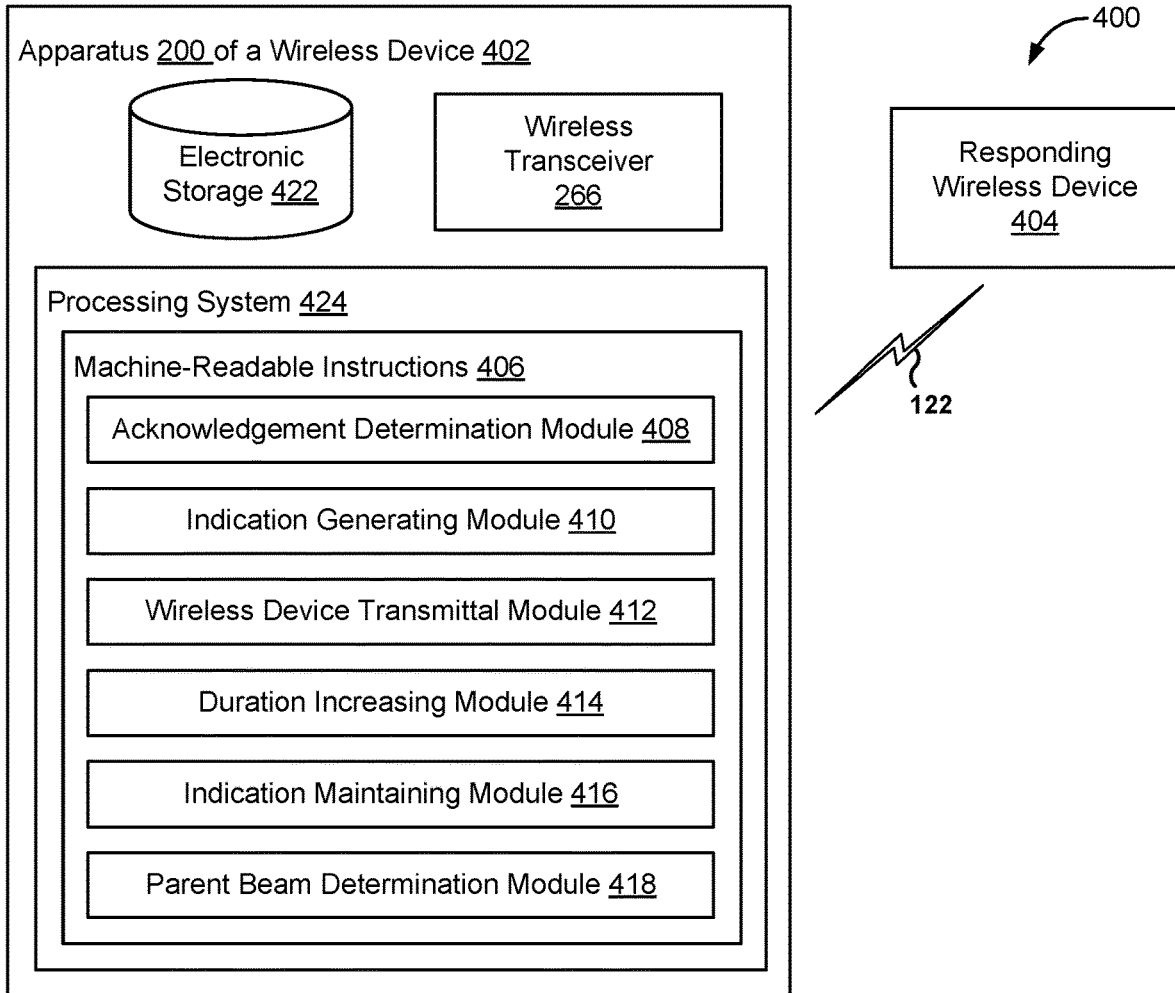 Apparatus 200 of a Wireless Device 402
400
Electronic
Storage 422
Wireless
Transceiver
266
Responding
Wireless Device
404
Processing System 424
Machine-Readable Instructions 406
Acknowledgement Determination Module 408
122
Indication Generating Module 410
Wireless Device Transmittal Module 412
Duration Increasing Module 414
Indication Maintaining Module 416
Parent Beam Determination Module 418